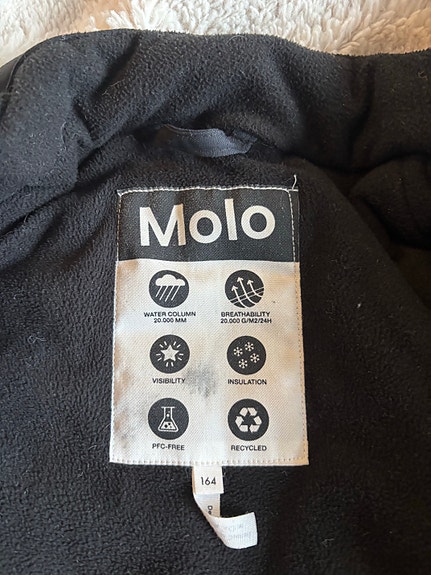 Molo
WATER COLUMN
20.000 MM
BREATHABILITY
20.000 G/M2/24H
VISIBILITY
INSULATION
PFC-FREE
RECYCLED
164